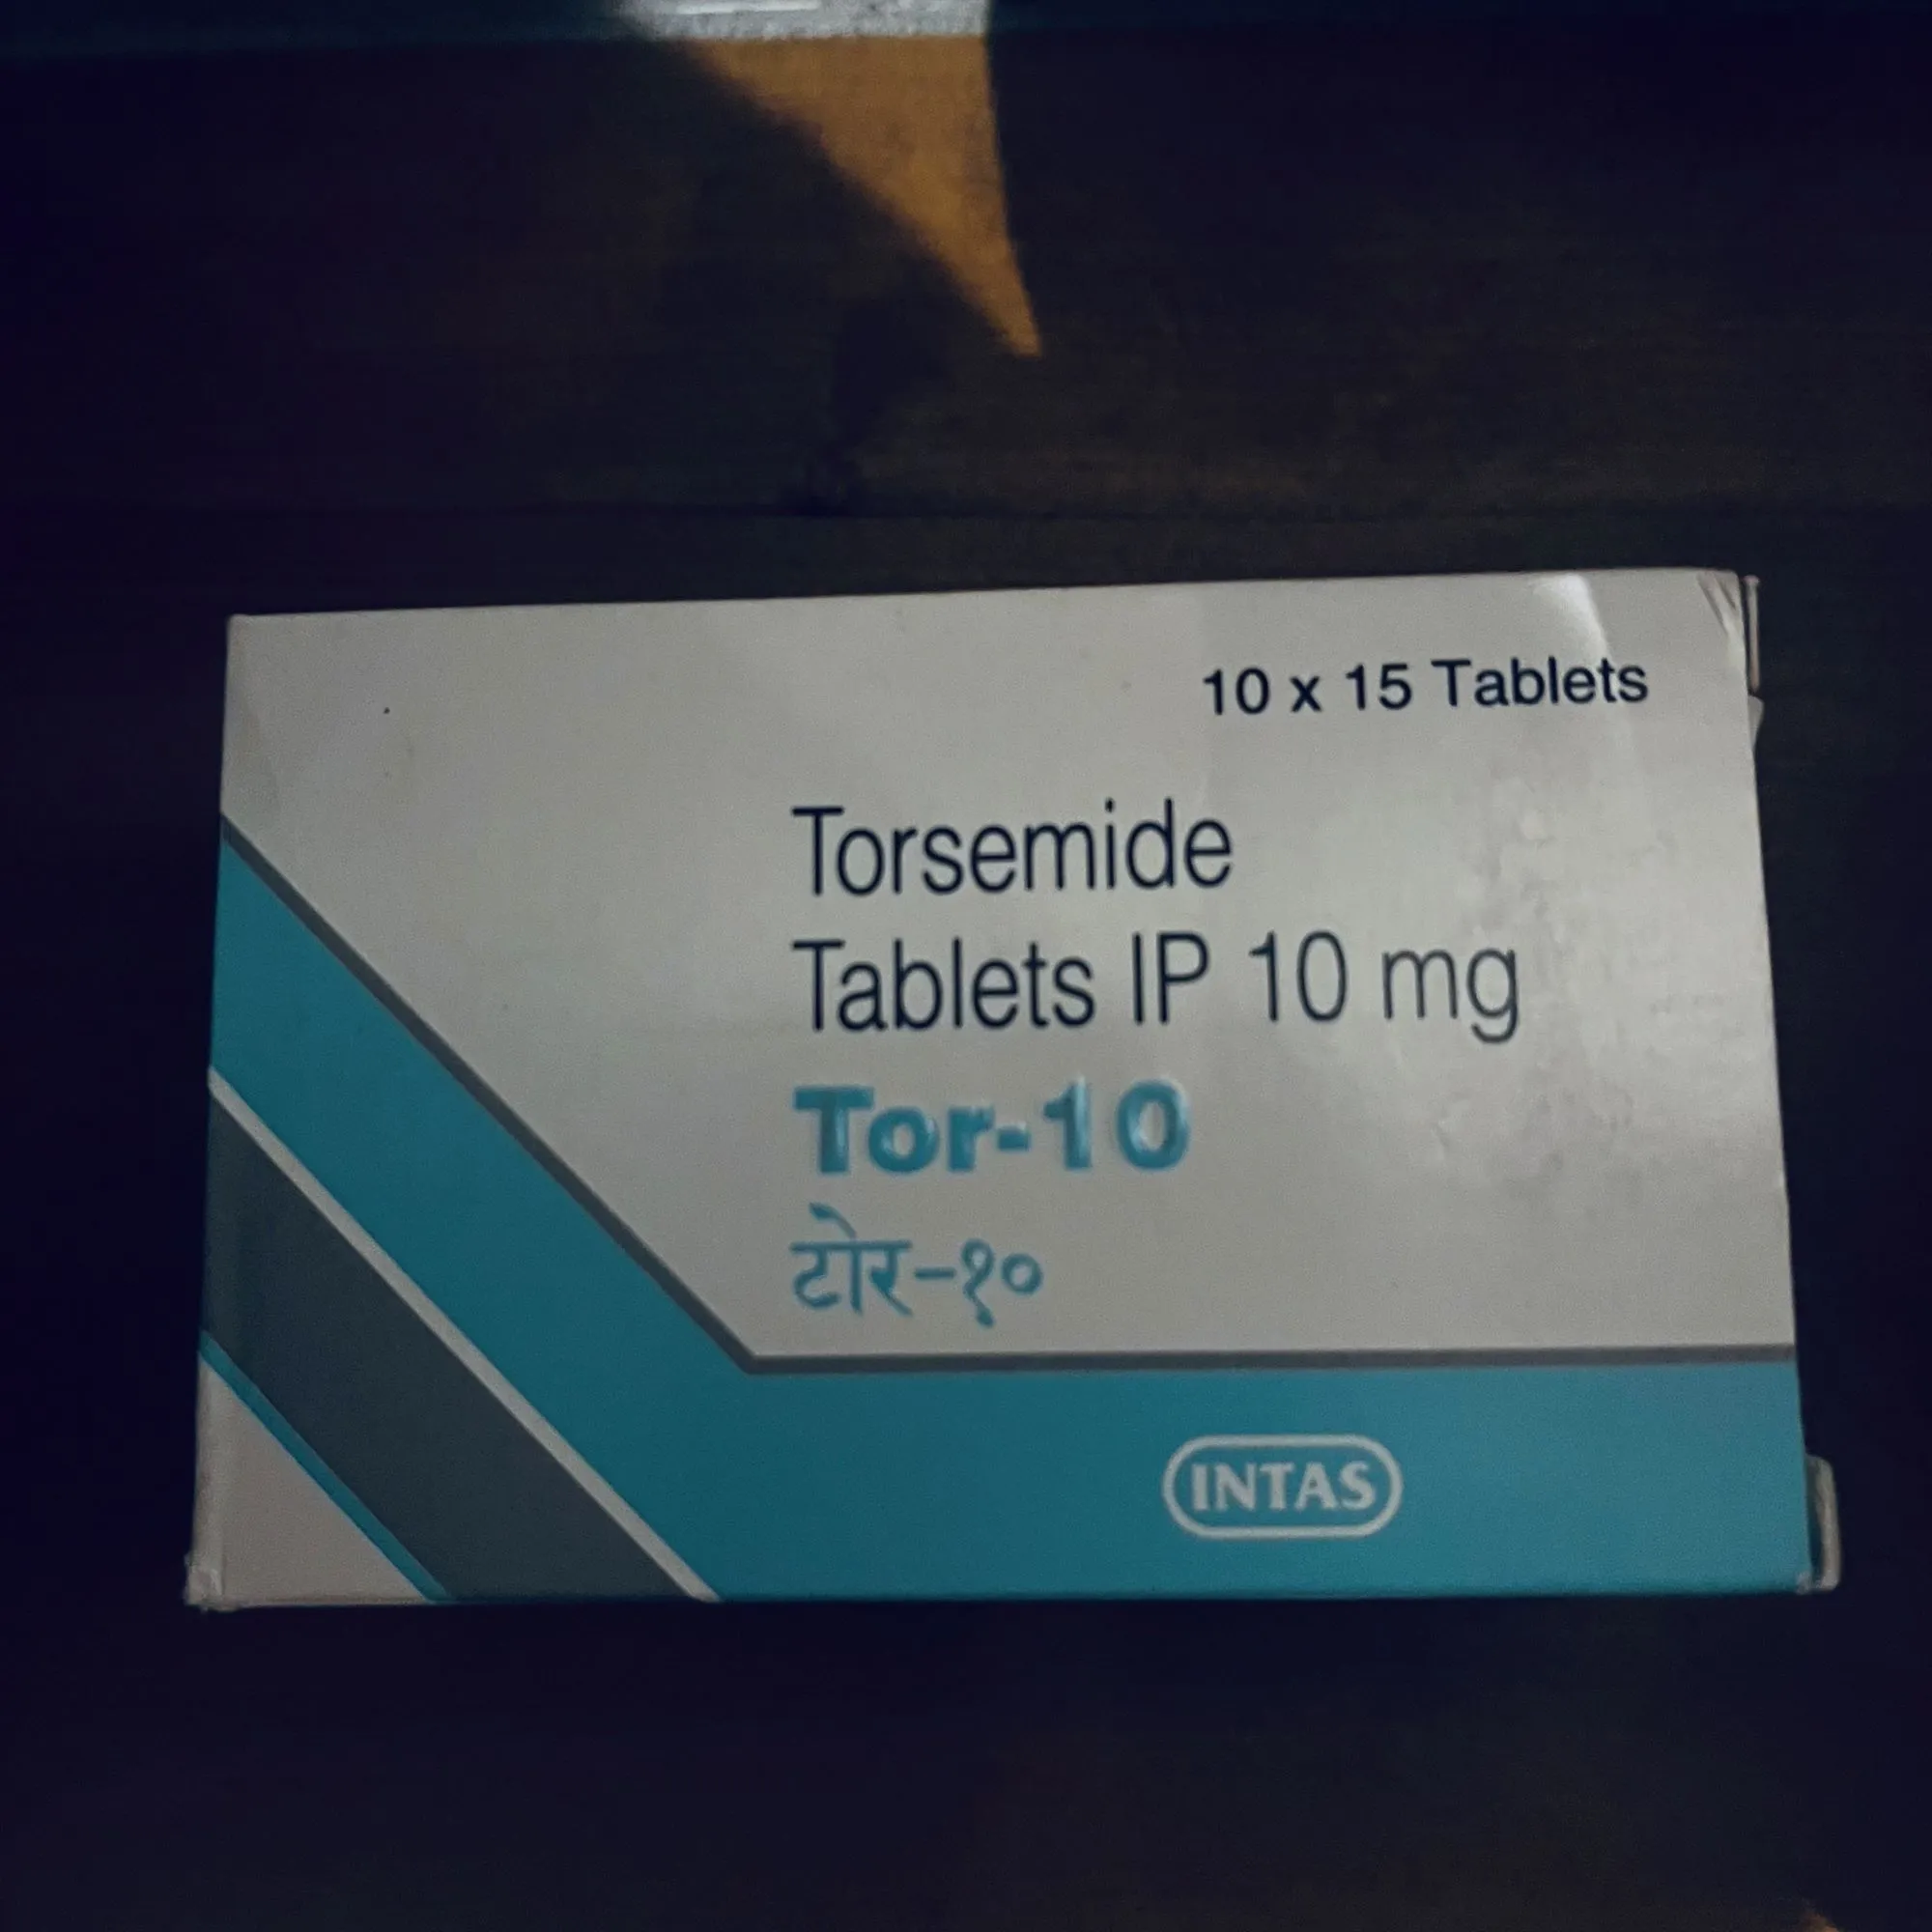 10 x 15 Tablets
Torsemide
Tablets IP 10 mg
Tor-10
टोर-१०
INTAS